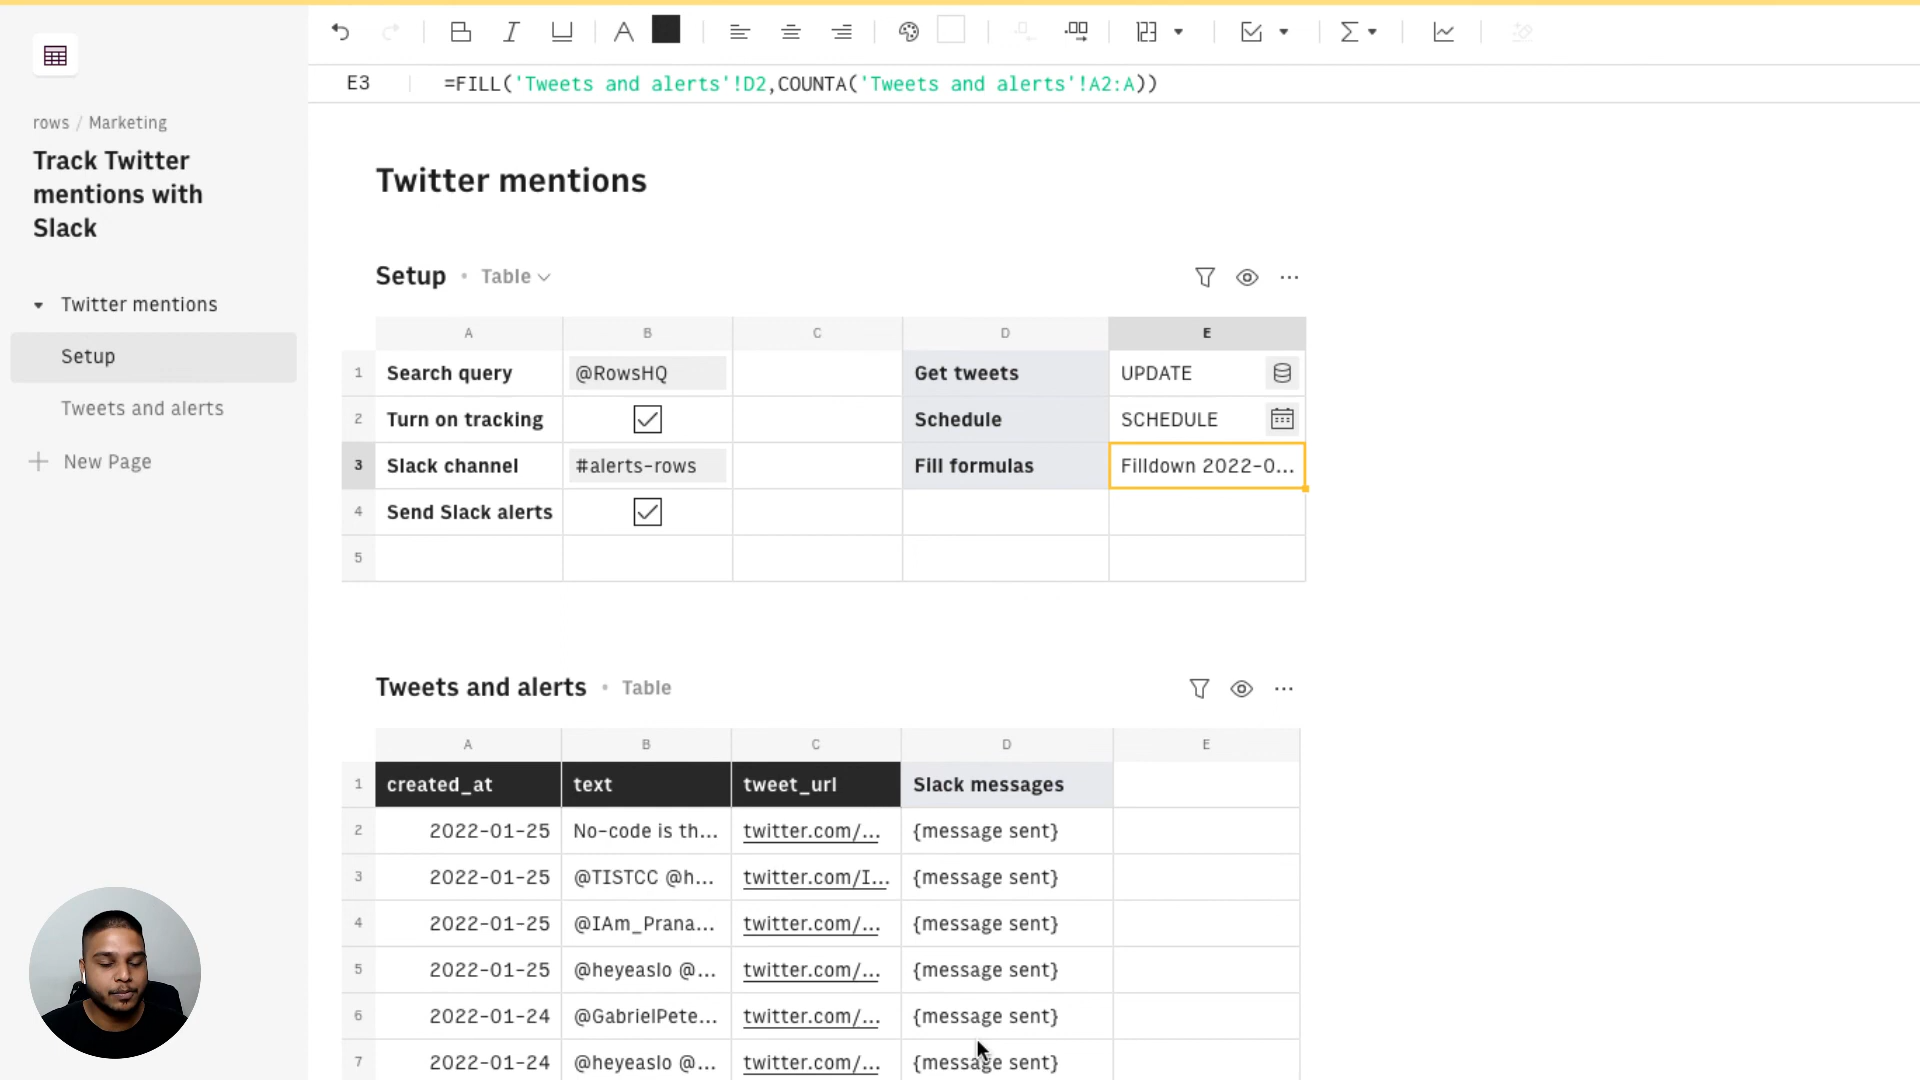 E3
=FILL('Tweets and alerts'!D2,COUNTA('Tweets and alerts'!A2:A))
rows / Marketing
Track Twitter
mentions with
Slack
Twitter mentions
Setup
Tweets and alerts
New Page
Twitter mentions
Setup • Table
A B C D E
1 Search query @RowsHQ Get tweets UPDATE
2 Turn on tracking Schedule SCHEDULE
3 Slack channel #alerts-rows Fill formulas Filldown 2022-0...
4 Send Slack alerts
5
Tweets and alerts • Table
A B C D E
1 created_at text tweet_url Slack messages
2 2022-01-25 No-code is th... twitter.com/... {message sent}
3 2022-01-25 @TISTCC @h... twitter.com/I... {message sent}
4 2022-01-25 @IAm_Prana... twitter.com/... {message sent}
5 2022-01-25 @heyeaslo @... twitter.com/... {message sent}
6 2022-01-24 @GabrielPete... twitter.com/... {message sent}
7 2022-01-24 @heyeaslo @... twitter.com/... {message sent}